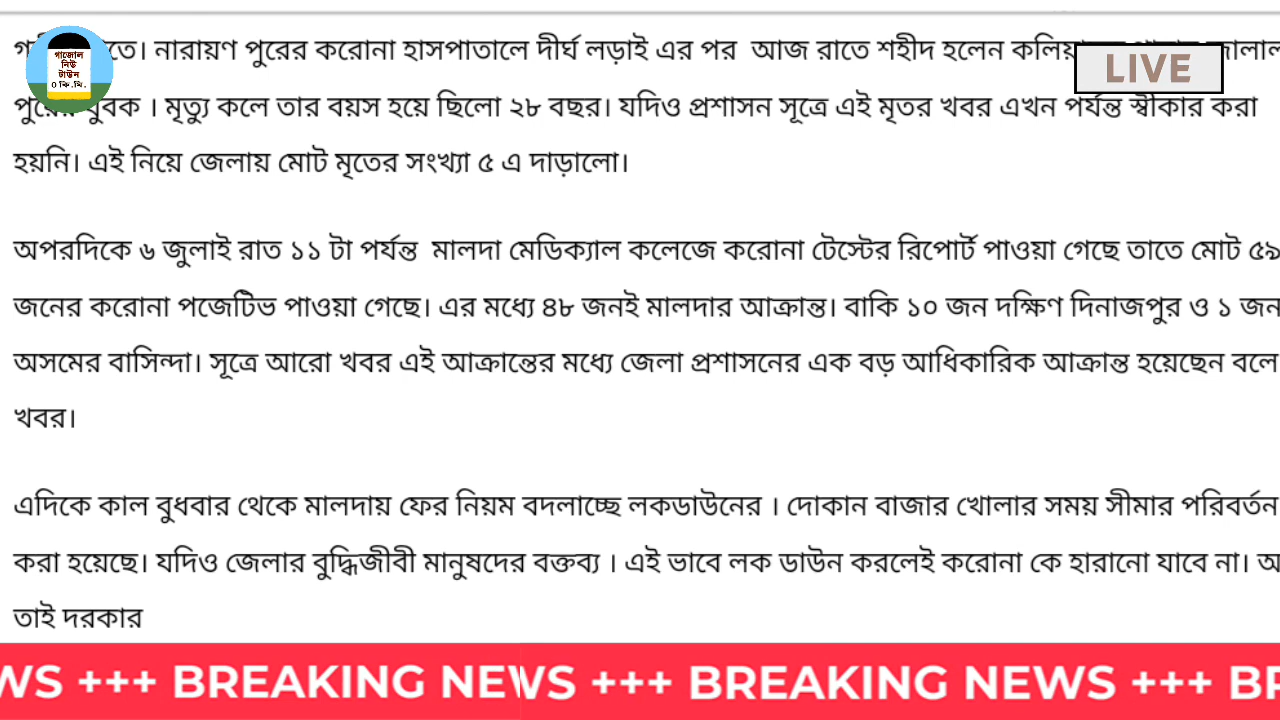 তে। নারায়ণ পুরের করোনা হাসপাতালে দীর্ঘ লড়াই এর পর আজ রাতে শহীদ হলেন
পুরের যুবক । মৃত্যু কলে তার বয়স হয়ে ছিলো ২৮ বছর। যদিও প্রশাসন সূত্রে এই মৃতর খবর এখন পর্যন্ত স্বীকার করা
হয়নি। এই নিয়ে জেলায় মোট মৃতের সংখ্যা ৫ এ দাড়ালো।
অপরদিকে ৬ জুলাই রাত ১১ টা পর্যন্ত মালদা মেডিক্যাল কলেজে করোনা টেস্টের রিপোর্ট পাওয়া গেছে তাতে মোট ৫৯
জনের করোনা পজেটিভ পাওয়া গেছে। এর মধ্যে ৪৮ জনই মালদার আক্রান্ত। বাকি ১০ জন দক্ষিণ দিনাজপুর ও ১ জন
অসমের বাসিন্দা। সূত্রে আরো খবর এই আক্রান্তের মধ্যে জেলা প্রশাসনের এক বড় আধিকারিক আক্রান্ত হয়েছেন বলে
খবর।
এদিকে কাল বুধবার থেকে মালদায় ফের নিয়ম বদলাচ্ছে লকডাউনের । দোকান বাজার খোলার সময় সীমার পরিবর্তন
করা হয়েছে। যদিও জেলার বুদ্ধিজীবী মানুষদের বক্তব্য । এই ভাবে লক ডাউন করলেই করোনা কে হারানো যাবে না।
তাই দরকার
গাজোল
নিউ
টাউন
0 কি.মি.
LIVE
WS +++ BREAKING NEWS +++ BREAKING NEWS +++ BR